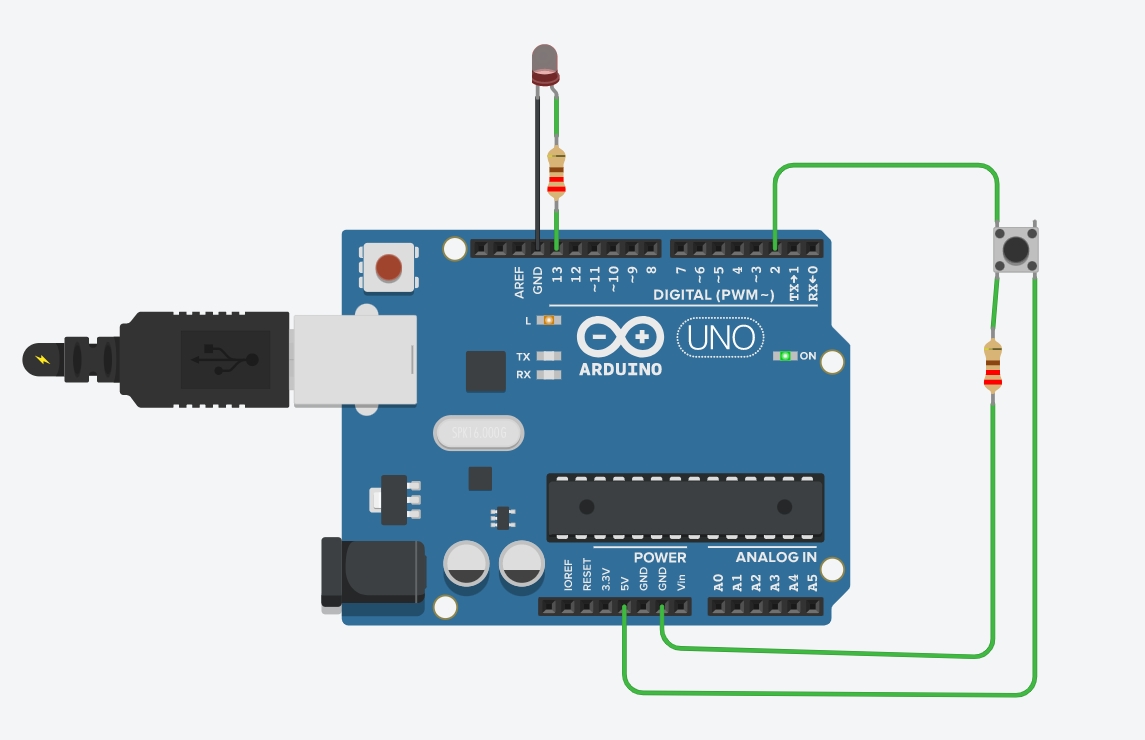 AREF
GND
13
12
~11
~10
~9
8
7
~6
~5
4
~3
2
TX→1
RX←0
DIGITAL (PWM~)
L
TX
RX
ARDUINO
UNO
ON
SPK16.000G
IOREF
RESET
3.3V
5V
GND
GND
Vin
POWER
ANALOG IN
A0
A1
A2
A3
A4
A5